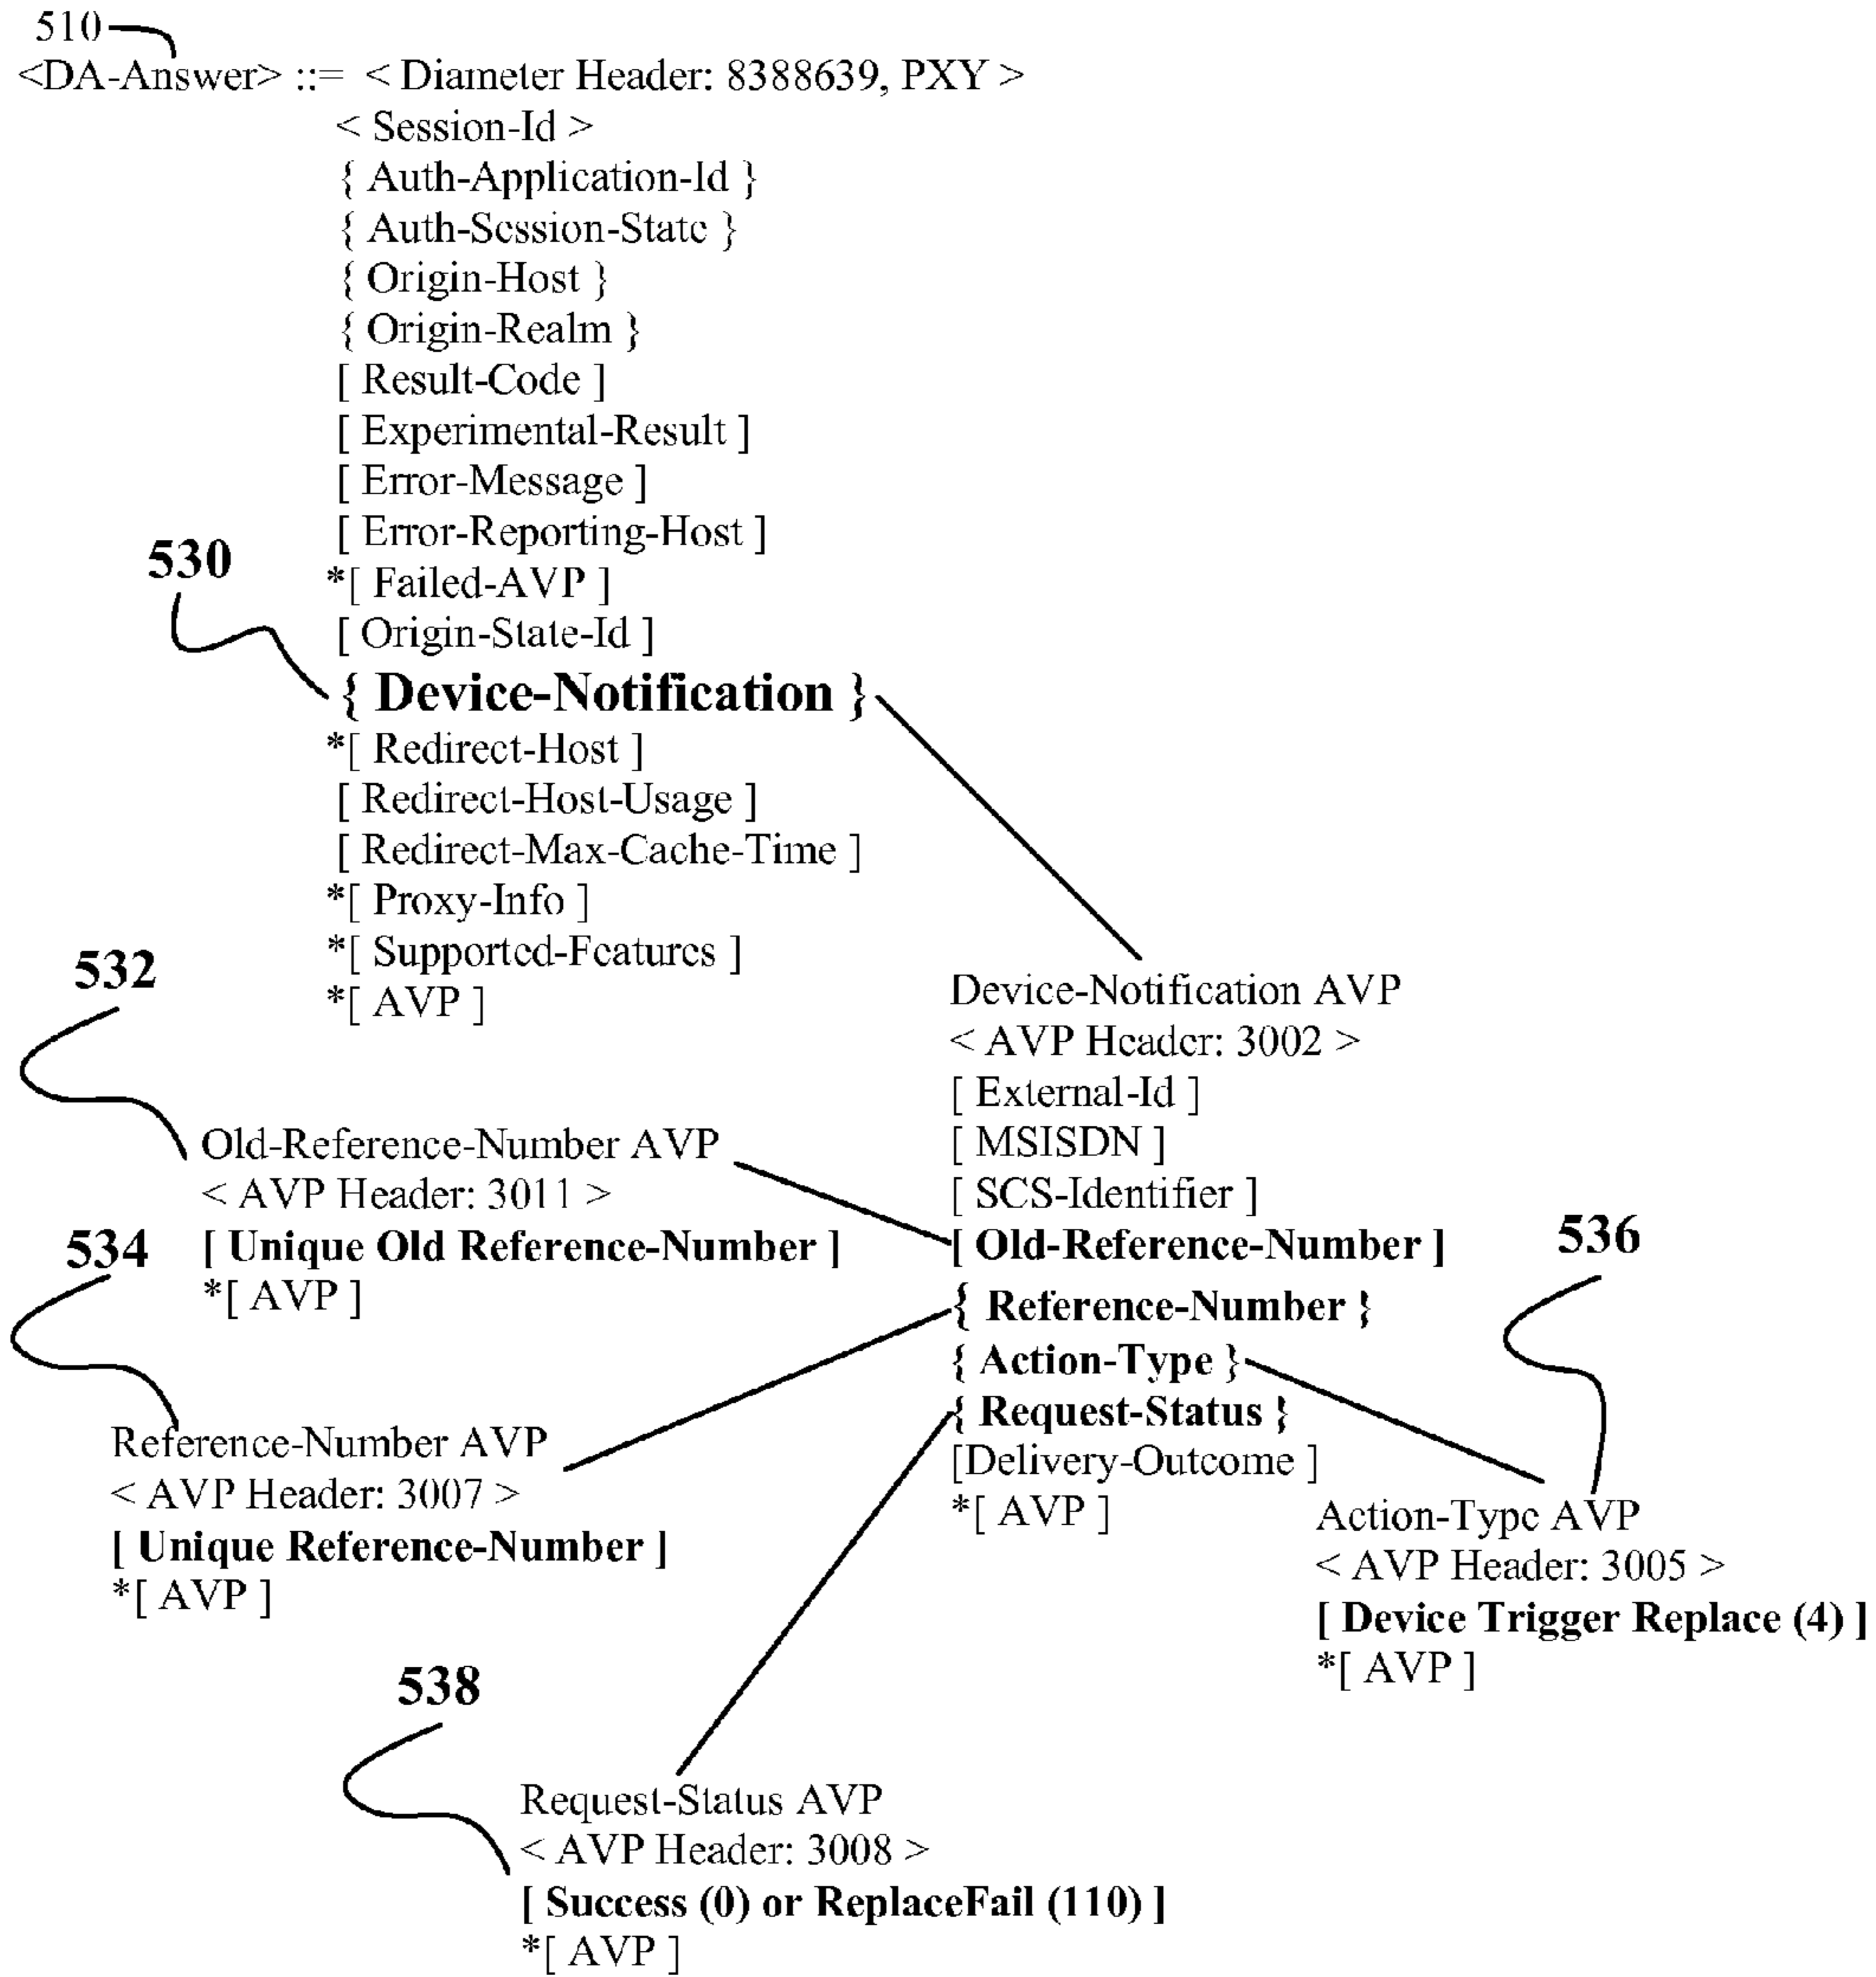 510
<DA-Answer> ::= < Diameter Header: 8388639, PXY >
< Session-Id >
{ Auth-Application-Id }
{ Auth-Session-State }
{ Origin-Host }
{ Origin-Realm }
[ Result-Code ]
[ Experimental-Result ]
[ Error-Message ]
[ Error-Reporting-Host ]
530
*[ Failed-AVP ]
[ Origin-State-Id ]
{ Device-Notification }
*[ Redirect-Host ]
[ Redirect-Host-Usage ]
[ Redirect-Max-Cache-Time ]
*[ Proxy-Info ]
*[ Supported-Features ]
*[ AVP ]
Device-Notification AVP
< AVP Header: 3002 >
[ External-Id ]
[ MSISDN ]
[ SCS-Identifier ]
[ Old-Reference-Number ]
{ Reference-Number }
{ Action-Type }
{ Request-Status }
[Delivery-Outcome ]
*[ AVP ]
532
Old-Reference-Number AVP
< AVP Header: 3011 >
[ Unique Old Reference-Number ]
*[ AVP ]
534
Reference-Number AVP
< AVP Header: 3007 >
[ Unique Reference-Number ]
*[ AVP ]
536
Action-Type AVP
< AVP Header: 3005 >
[ Device Trigger Replace (4) ]
*[ AVP ]
538
Request-Status AVP
< AVP Header: 3008 >
[ Success (0) or ReplaceFail (110) ]
*[ AVP ]